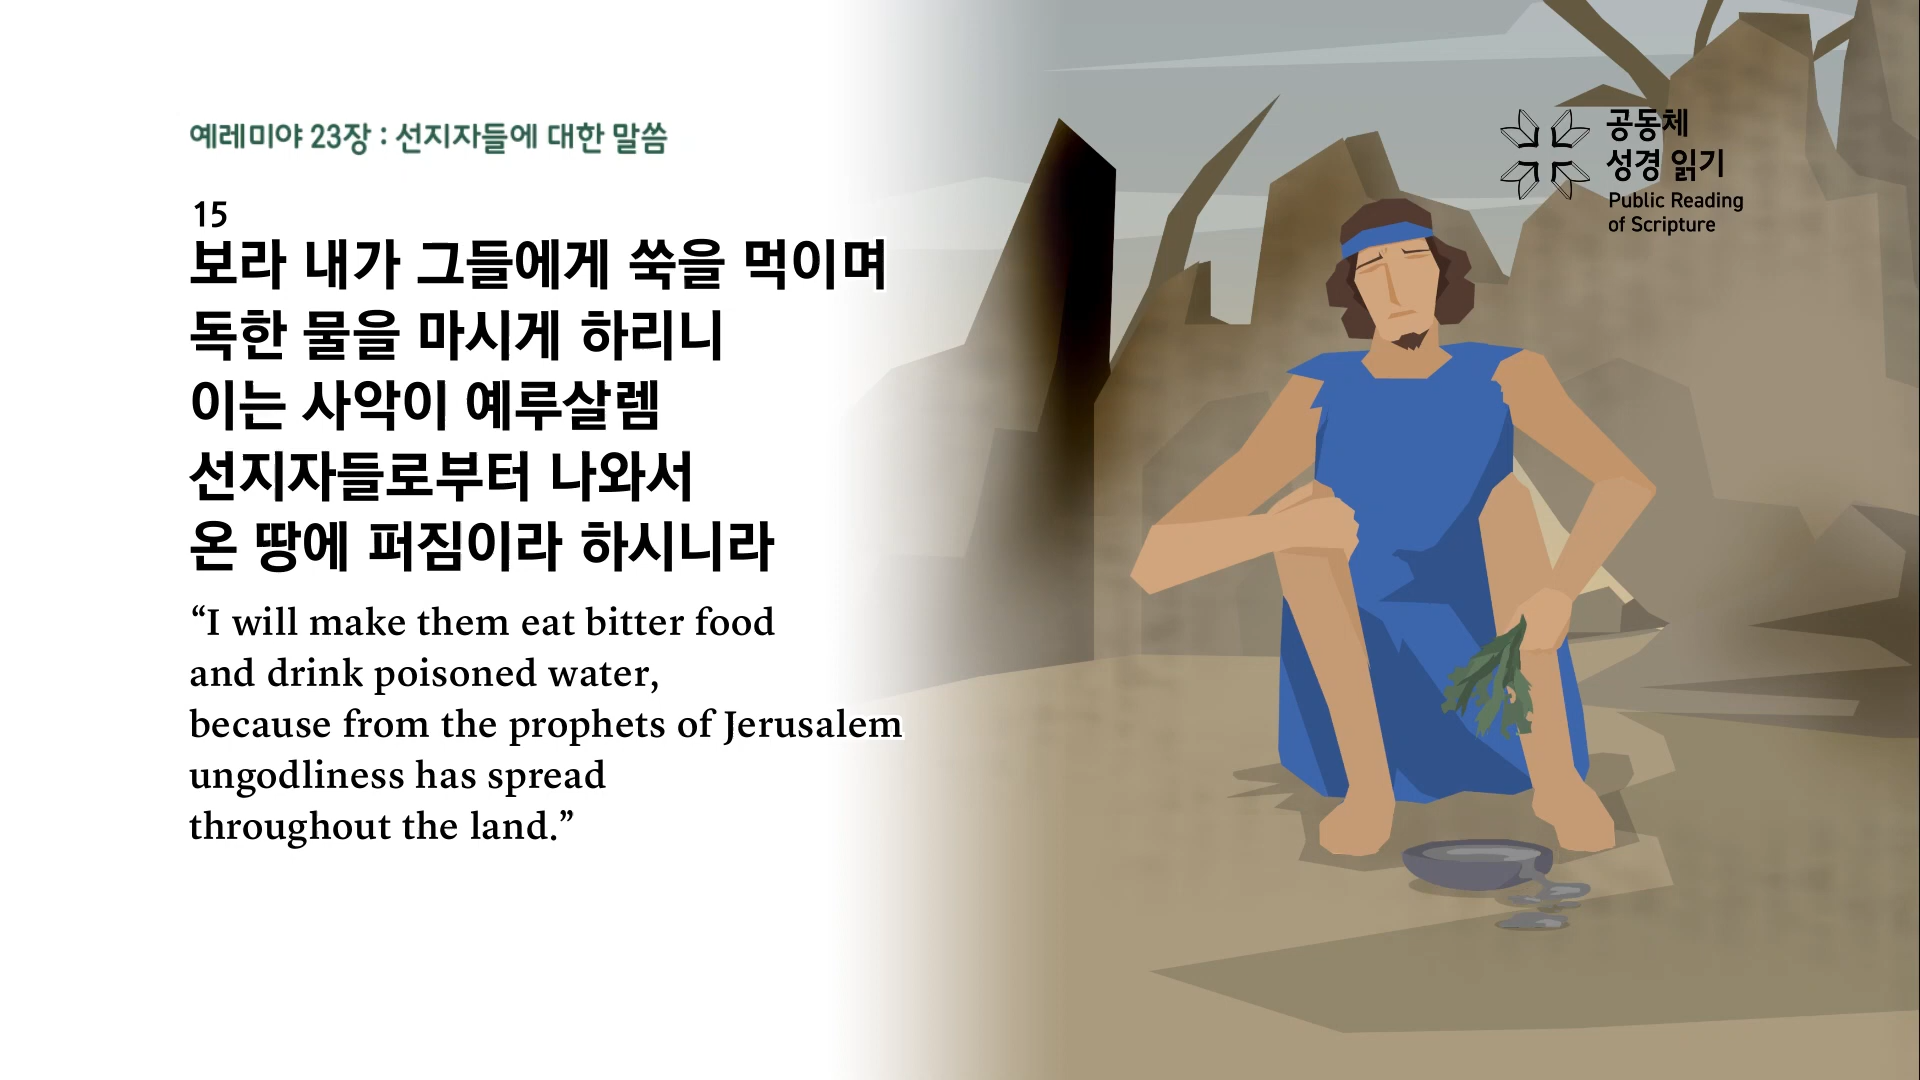 예레미야 23장 : 선지자들에 대한 말씀
15
보라 내가 그들에게 쑥을 먹이며
독한 물을 마시게 하리니
이는 사악이 예루살렘
선지자들로부터 나와서
온 땅에 퍼짐이라 하시니라
“I will make them eat bitter food
and drink poisoned water,
because from the prophets of Jerusalem
ungodliness has spread
throughout the land.”
공동체
성경 읽기
Public Reading
of Scripture